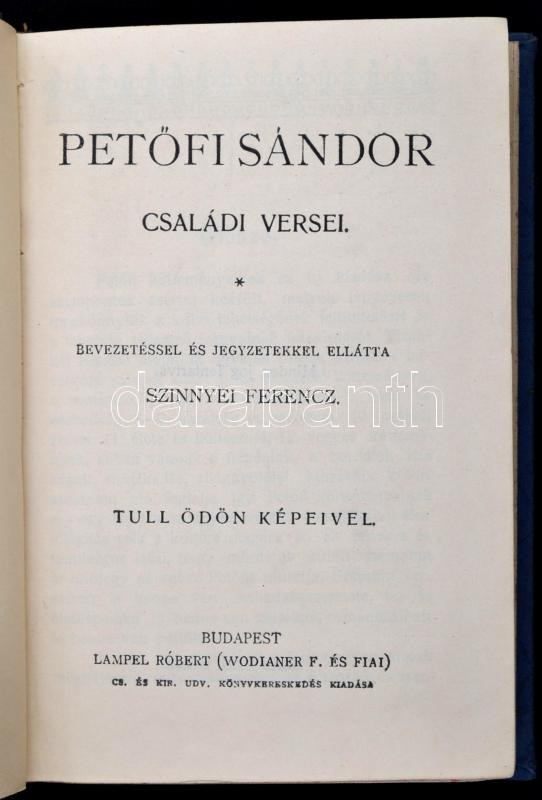 PETŐFI SÁNDOR
CSALÁDI VERSEI.
*
BEVEZETÉSSEL ÉS JEGYZETEKKEL ELLÁTTA
SZINNYEI FERENCZ.
darabanth
TULL ÖDÖN KÉPEIVEL.
BUDAPEST
LAMPEL RÓBERT (WODIANER F. ÉS FIAI)
CS. ÉS KIR. UDV. KÖNYVKERESKEDÉS KIADÁSA